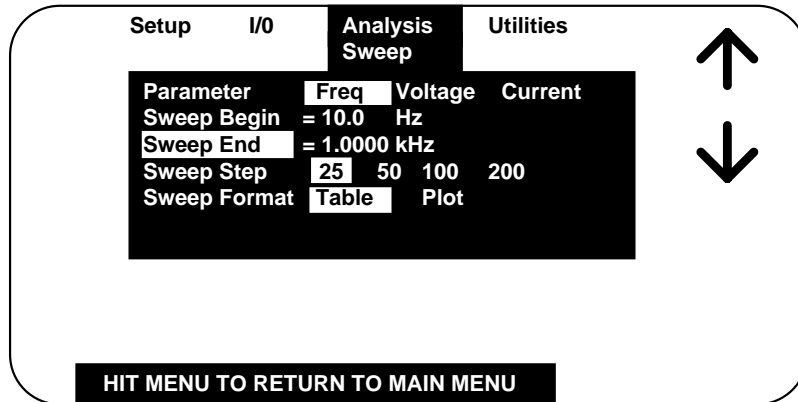 Setup I/0 Analysis Utilities
Sweep
Parameter Freq Voltage Current
Sweep Begin = 10.0 Hz
Sweep End = 1.0000 kHz
Sweep Step 25 50 100 200
Sweep Format Table Plot
HIT MENU TO RETURN TO MAIN MENU